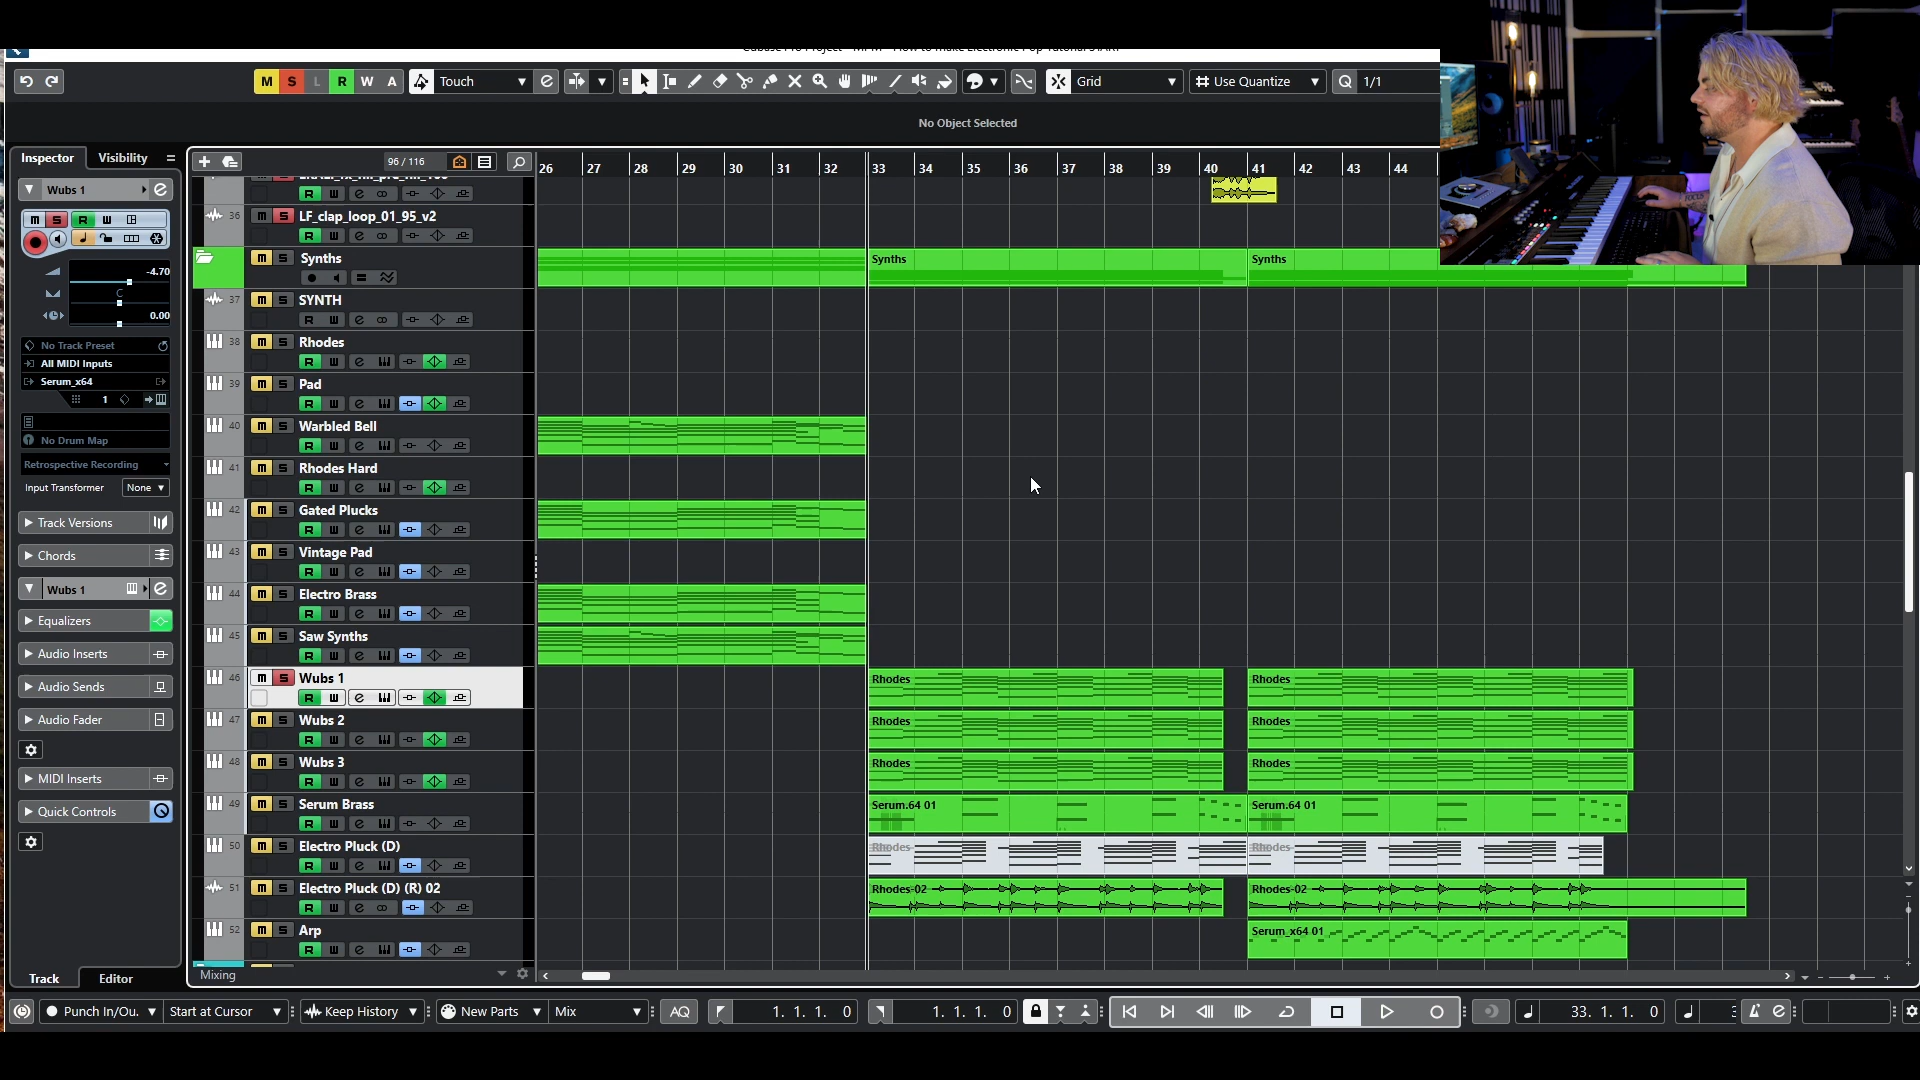 M S L R W A Touch Grid Use Quantize Q 1/1
No Object Selected
Inspector Visibility 96 / 116 26 27 28 29 30 31 32 33 34 35 36 37 38 39 40 41 42 43 44
Wubs 1
36 m S LF_clap_loop_01_95_v2
Synths
Synths
Synths
-4.70
C
0.00
37 SYNTH
No Track Preset
All MIDI Inputs
Serum_x64
1
No Drum Map
Retrospective Recording
Input Transformer None
38 Rhodes
39 Pad
40 Warbled Bell
41 Rhodes Hard
42 Gated Plucks
43 Vintage Pad
44 Electro Brass
45 Saw Synths
Track Versions
Chords
Wubs 1
Equalizers
Audio Inserts
Audio Sends
Audio Fader
MIDI Inserts
Quick Controls
46 Wubs 1 Rhodes Rhodes
47 Wubs 2 Rhodes Rhodes
48 Wubs 3 Rhodes Rhodes
49 Serum Brass Serum.64 01 Serum.64 01
50 Electro Pluck (D) Rhodes Rhodes
51 Electro Pluck (D) (R) 02 Rhodes-02 Rhodes-02
52 Arp Serum_x64 01
Track Editor Mixing
Punch In/Ou. Start at Cursor Keep History New Parts Mix AQ 1. 1. 1. 0 1. 1. 1. 0 33. 1. 1. 0